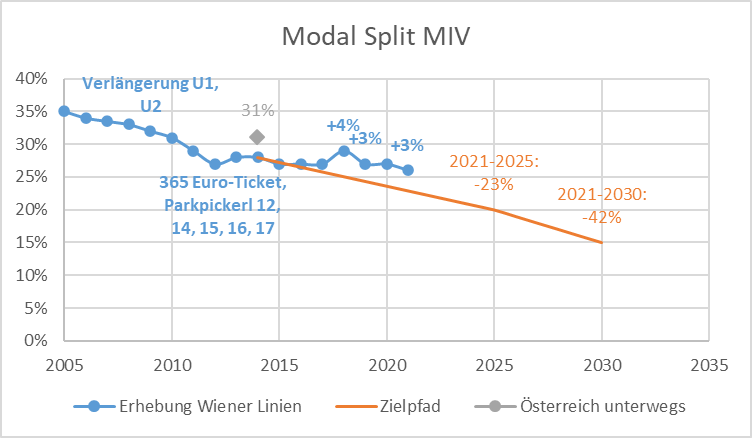 Modal Split MIV
40%
35%
30%
25%
20%
15%
10%
5%
0%
Verlängerung U1,
U2
31%
+4%
+3%
+3%
365 Euro-Ticket,
Parkpickerl 12,
14, 15, 16, 17
2021-2025:
-23%
2021-2030:
-42%
2005 2010 2015 2020 2025 2030 2035
Erhebung Wiener Linien Zielpfad Österreich unterwegs